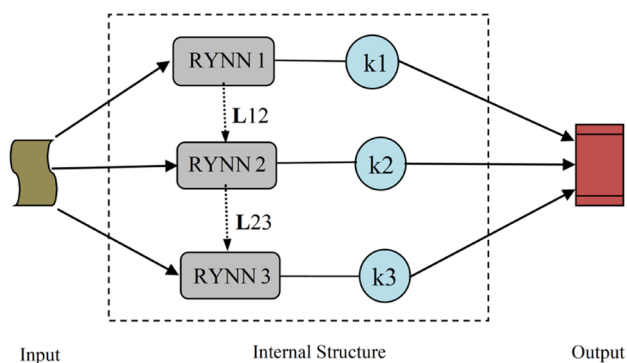 RYNN 1
k1
L12
RYNN 2
k2
L23
RYNN 3
k3
Input
Internal Structure
Output